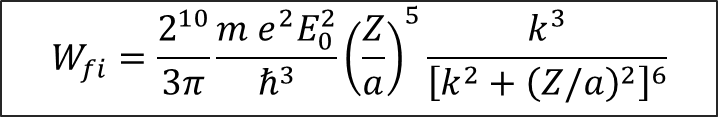 W_{fi} = \frac{2^{10}}{3\pi} \frac{m e^2 E_0^2}{\hbar^3} \left(\frac{Z}{a}\right)^5 \frac{k^3}{[k^2 + (Z/a)^2]^6}